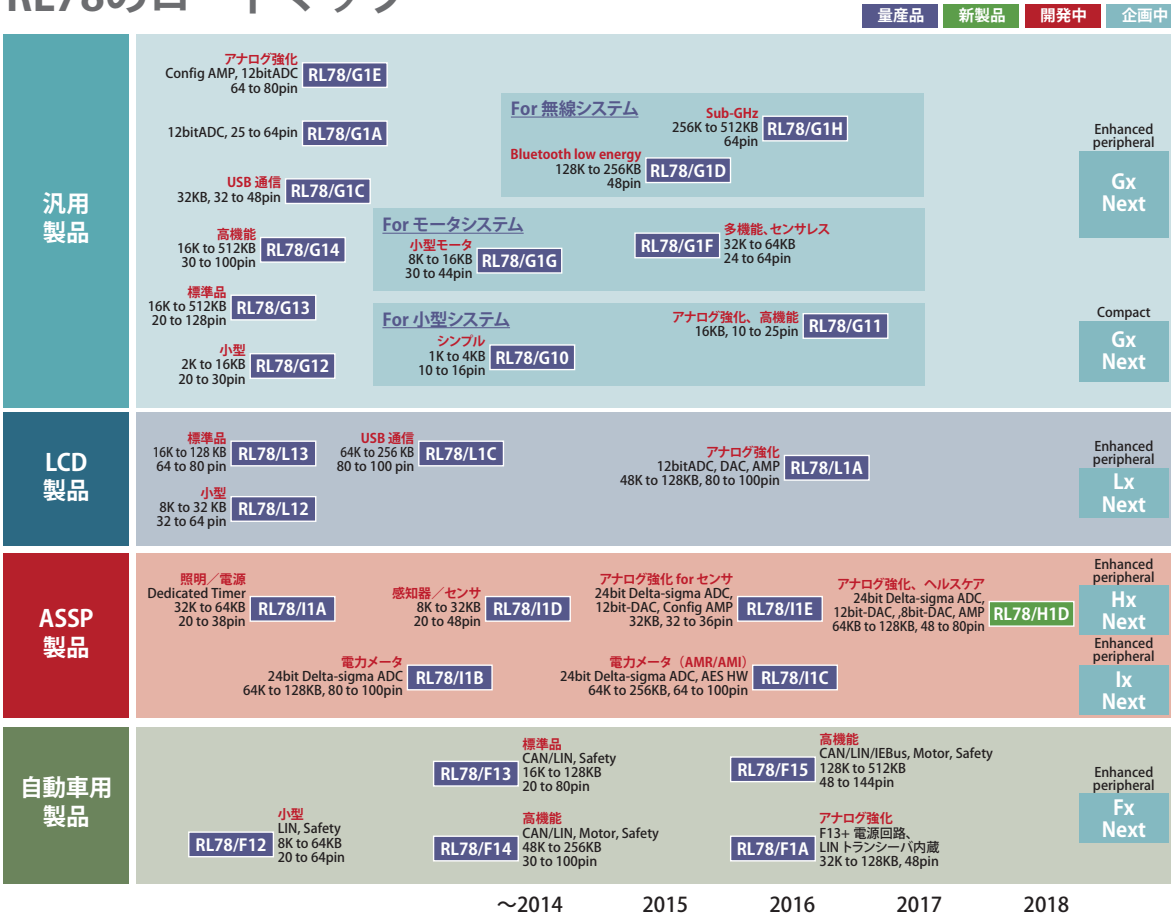 RL78のロードマップ
量産品 新製品 開発中 企画中
汎用
製品
アナログ強化
Config AMP, 12bitADC
64 to 80pin
RL78/G1E
12bitADC, 25 to 64pin
RL78/G1A
USB 通信
32KB, 32 to 48pin
RL78/G1C
高機能
16K to 512KB
30 to 100pin
RL78/G14
標準品
16K to 512KB
20 to 128pin
RL78/G13
小型
2K to 16KB
20 to 30pin
RL78/G12
For 無線システム
Sub-GHz
256K to 512KB
64pin
RL78/G1H
Bluetooth low energy
128K to 256KB
48pin
RL78/G1D
For モータシステム
小型モータ
8K to 16KB
30 to 44pin
RL78/G1G
RL78/G1F
多機能、センサレス
32K to 64KB
24 to 64pin
For 小型システム
シンプル
1K to 4KB
10 to 16pin
RL78/G10
アナログ強化、高機能
16KB, 10 to 25pin
RL78/G11
Enhanced
peripheral
Gx
Next
Compact
Gx
Next
LCD
製品
標準品
16K to 128 KB
64 to 80 pin
RL78/L13
小型
8K to 32 KB
32 to 64 pin
RL78/L12
USB 通信
64K to 256 KB
80 to 100 pin
RL78/L1C
アナログ強化
12bitADC, DAC, AMP
48K to 128KB, 80 to 100pin
RL78/L1A
Enhanced
peripheral
Lx
Next
ASSP
製品
照明／電源
Dedicated Timer
32K to 64KB
20 to 38pin
RL78/I1A
感知器／センサ
8K to 32KB
20 to 48pin
RL78/I1D
アナログ強化 for センサ
24bit Delta-sigma ADC,
12bit-DAC, Config AMP
32KB, 32 to 36pin
RL78/I1E
アナログ強化、ヘルスケア
24bit Delta-sigma ADC,
12bit-DAC, ,8bit-DAC, AMP
64KB to 128KB, 48 to 80pin
RL78/H1D
電力メータ
24bit Delta-sigma ADC
64K to 128KB, 80 to 100pin
RL78/I1B
電力メータ（AMR/AMI）
24bit Delta-sigma ADC, AES HW
64K to 256KB, 64 to 100pin
RL78/I1C
Enhanced
peripheral
Hx
Next
Enhanced
peripheral
Ix
Next
自動車用
製品
RL78/F12
小型
LIN, Safety
8K to 64KB
20 to 64pin
RL78/F13
標準品
CAN/LIN, Safety
16K to 128KB
20 to 80pin
RL78/F14
高機能
CAN/LIN, Motor, Safety
48K to 256KB
30 to 100pin
RL78/F15
高機能
CAN/LIN/IEBus, Motor, Safety
128K to 512KB
48 to 144pin
RL78/F1A
アナログ強化
F13+ 電源回路、
LIN トランシーバ内蔵
32K to 128KB, 48pin
Enhanced
peripheral
Fx
Next
～2014 2015 2016 2017 2018